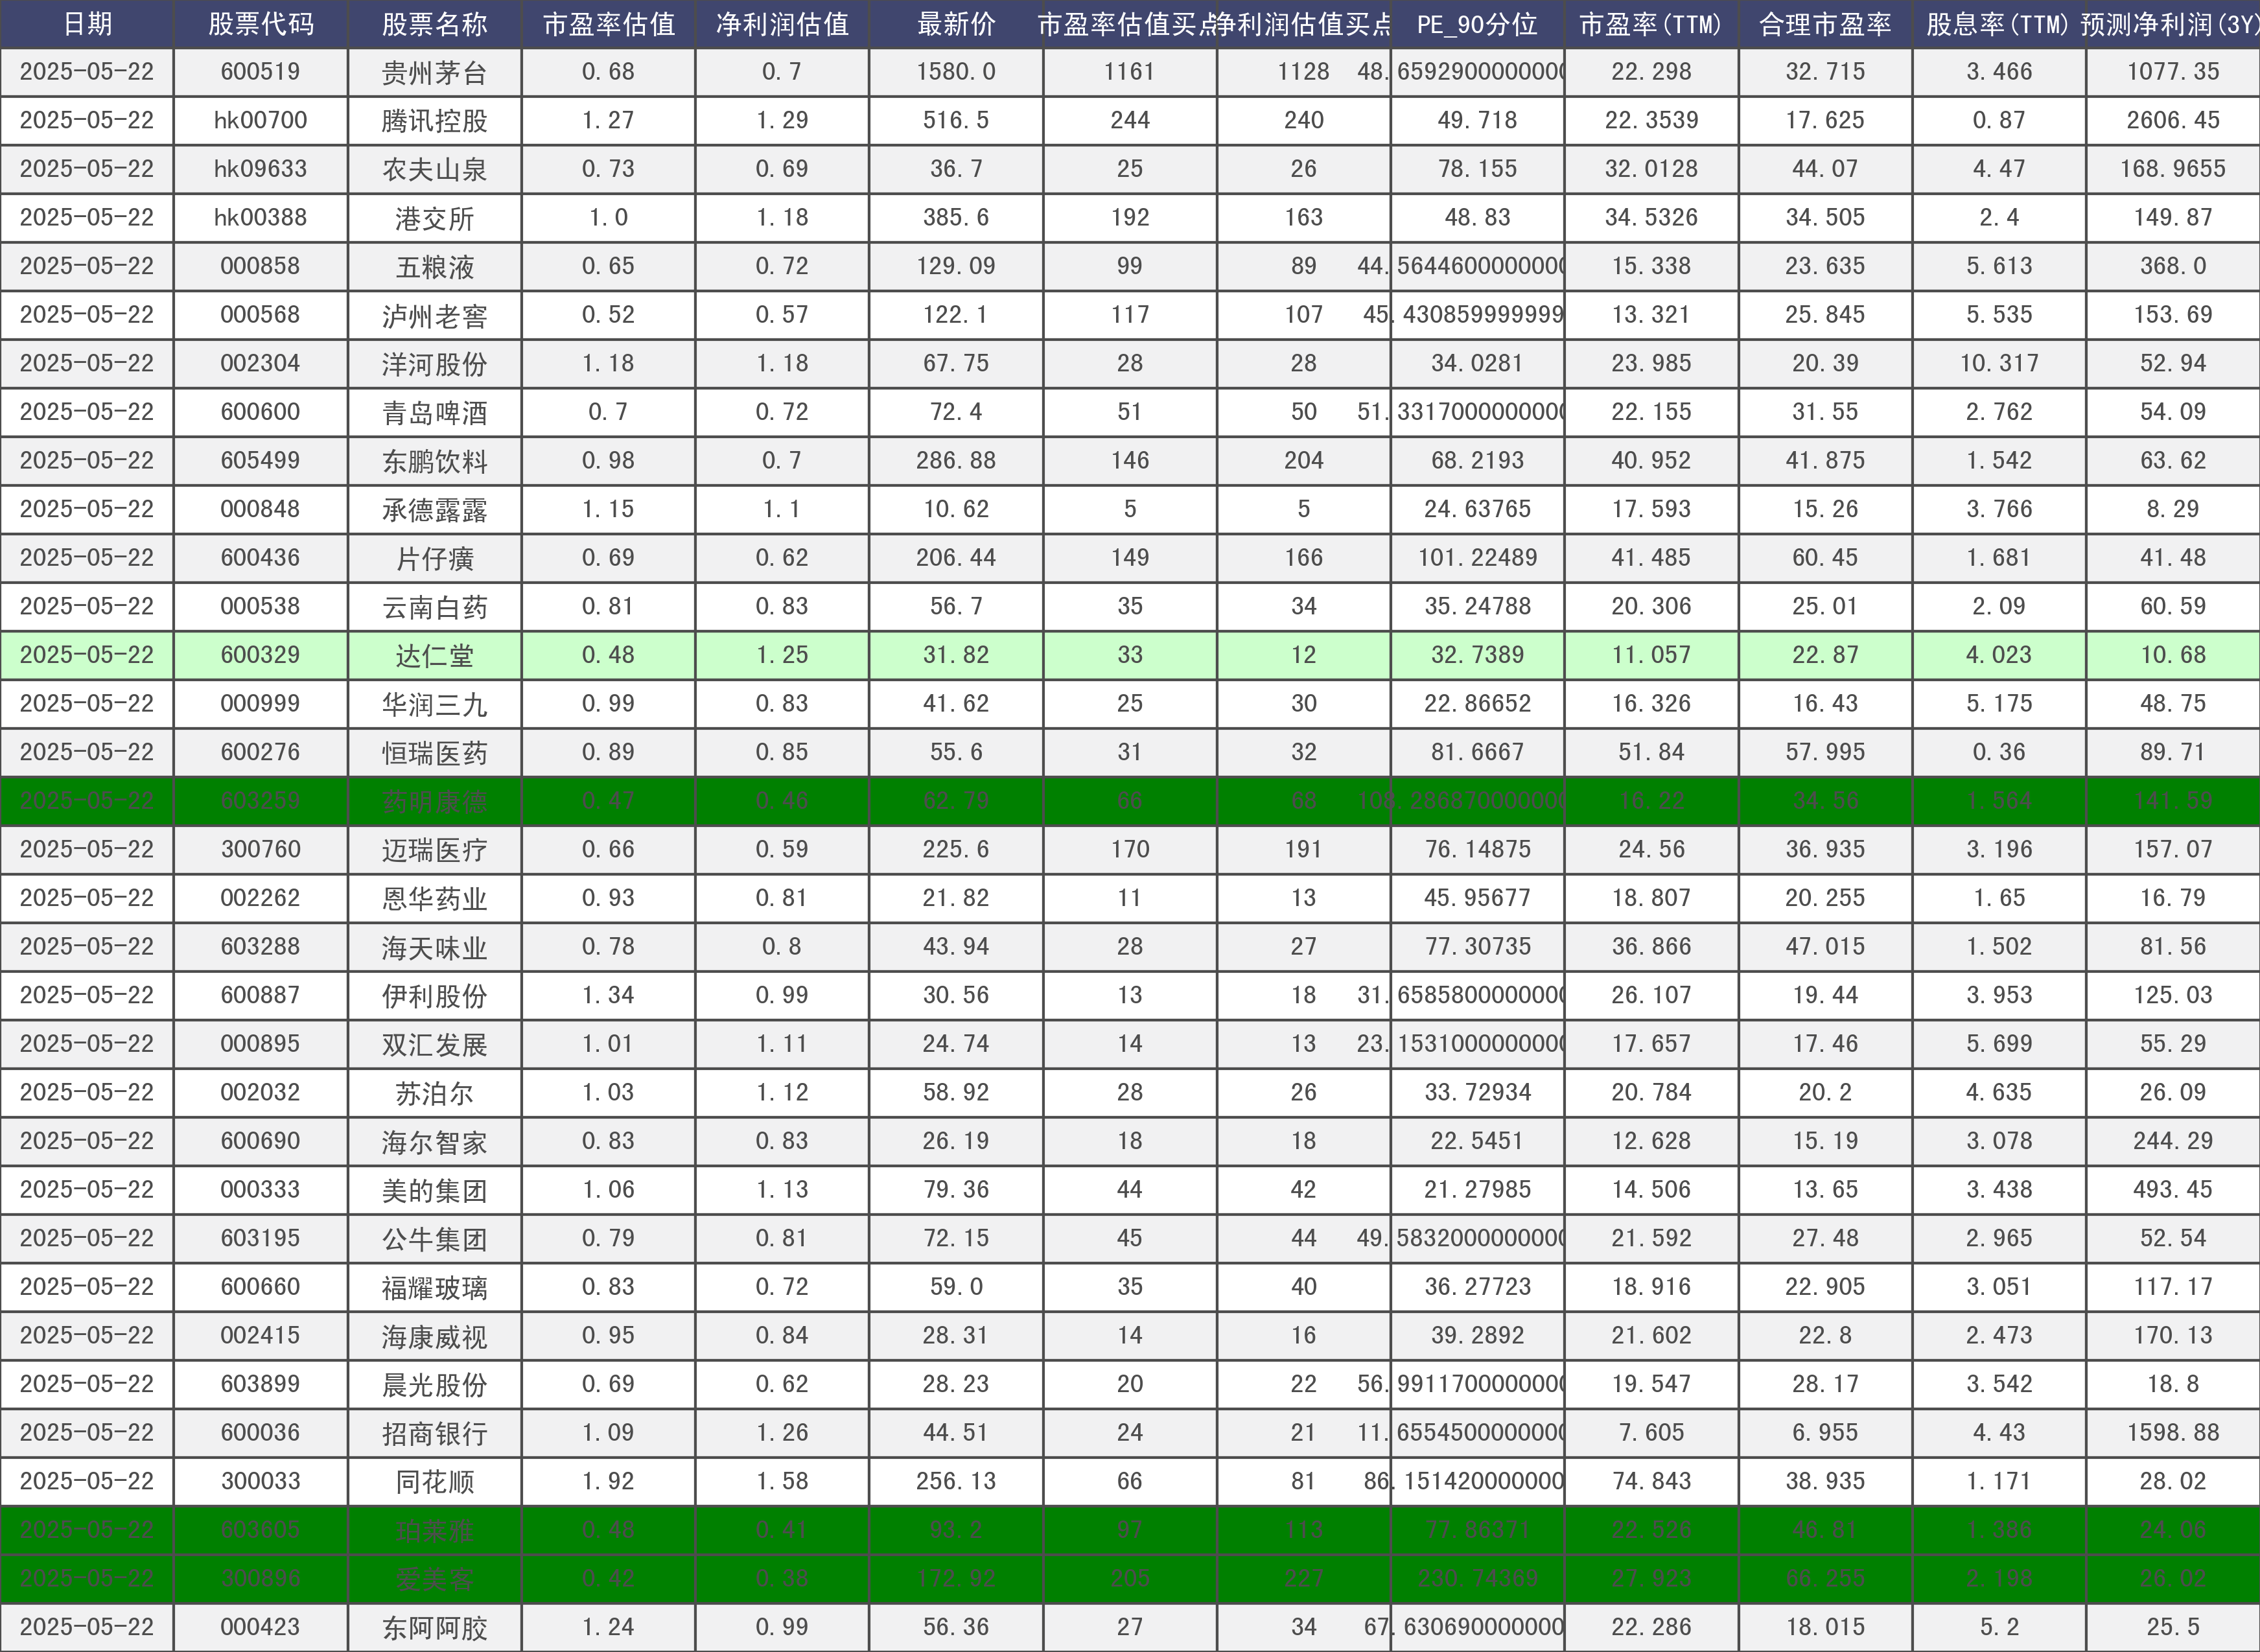 日期 股票代码 股票名称 市盈率估值 净利润估值 最新价 市盈率估值买点 净利润估值买点 PE_90分位 市盈率(TTM) 合理市盈率 股息率(TTM) 预测净利润(3Y)
2025-05-22 600519 贵州茅台 0.68 0.7 1580.0 1161 1128 48.6592900000000 22.298 32.715 3.466 1077.35
2025-05-22 hk00700 腾讯控股 1.27 1.29 516.5 244 240 49.718 22.3539 17.625 0.87 2606.45
2025-05-22 hk09633 农夫山泉 0.73 0.69 36.7 25 26 78.155 32.0128 44.07 4.47 168.9655
2025-05-22 hk00388 港交所 1.0 1.18 385.6 192 163 48.83 34.5326 34.505 2.4 149.87
2025-05-22 000858 五粮液 0.65 0.72 129.09 99 89 44.5644600000000 15.338 23.635 5.613 368.0
2025-05-22 000568 泸州老窖 0.52 0.57 122.1 117 107 45.430859999999 13.321 25.845 5.535 153.69
2025-05-22 002304 洋河股份 1.18 1.18 67.75 28 28 34.0281 23.985 20.39 10.317 52.94
2025-05-22 600600 青岛啤酒 0.7 0.72 72.4 51 50 51.3317000000000 22.155 31.55 2.762 54.09
2025-05-22 605499 东鹏饮料 0.98 0.7 286.88 146 204 68.2193 40.952 41.875 1.542 63.62
2025-05-22 000848 承德露露 1.15 1.1 10.62 5 5 24.63765 17.593 15.26 3.766 8.29
2025-05-22 600436 片仔癀 0.69 0.62 206.44 149 166 101.22489 41.485 60.45 1.681 41.48
2025-05-22 000538 云南白药 0.81 0.83 56.7 35 34 35.24788 20.306 25.01 2.09 60.59
2025-05-22 600329 达仁堂 0.48 1.25 31.82 33 12 32.7389 11.057 22.87 4.023 10.68
2025-05-22 000999 华润三九 0.99 0.83 41.62 25 30 22.86652 16.326 16.43 5.175 48.75
2025-05-22 600276 恒瑞医药 0.89 0.85 55.6 31 32 81.6667 51.84 57.995 0.36 89.71
2025-05-22 603259 药明康德 0.47 0.46 62.79 66 68 108.286870000000 16.22 34.56 1.564 141.59
2025-05-22 300760 迈瑞医疗 0.66 0.59 225.6 170 191 76.14875 24.56 36.935 3.196 157.07
2025-05-22 002262 恩华药业 0.93 0.81 21.82 11 13 45.95677 18.807 20.255 1.65 16.79
2025-05-22 603288 海天味业 0.78 0.8 43.94 28 27 77.30735 36.866 47.015 1.502 81.56
2025-05-22 600887 伊利股份 1.34 0.99 30.56 13 18 31.6585800000000 26.107 19.44 3.953 125.03
2025-05-22 000895 双汇发展 1.01 1.11 24.74 14 13 23.1531000000000 17.657 17.46 5.699 55.29
2025-05-22 002032 苏泊尔 1.03 1.12 58.92 28 26 33.72934 20.784 20.2 4.635 26.09
2025-05-22 600690 海尔智家 0.83 0.83 26.19 18 18 22.5451 12.628 15.19 3.078 244.29
2025-05-22 000333 美的集团 1.06 1.13 79.36 44 42 21.27985 14.506 13.65 3.438 493.45
2025-05-22 603195 公牛集团 0.79 0.81 72.15 45 44 49.5832000000000 21.592 27.48 2.965 52.54
2025-05-22 600660 福耀玻璃 0.83 0.72 59.0 35 40 36.27723 18.916 22.905 3.051 117.17
2025-05-22 002415 海康威视 0.95 0.84 28.31 14 16 39.2892 21.602 22.8 2.473 170.13
2025-05-22 603899 晨光股份 0.69 0.62 28.23 20 22 56.9911700000000 19.547 28.17 3.542 18.8
2025-05-22 600036 招商银行 1.09 1.26 44.51 24 21 11.6554500000000 7.605 6.955 4.43 1598.88
2025-05-22 300033 同花顺 1.92 1.58 256.13 66 81 86.151420000000 74.843 38.935 1.171 28.02
2025-05-22 603605 珀莱雅 0.48 0.41 93.2 97 113 77.88371 22.526 46.81 1.386 24.06
2025-05-22 300896 爱美客 0.42 0.38 172.92 205 227 230.74369 27.923 66.255 2.198 26.02
2025-05-22 000423 东阿阿胶 1.24 0.99 56.36 27 34 67.630690000000 22.286 18.015 5.2 25.5